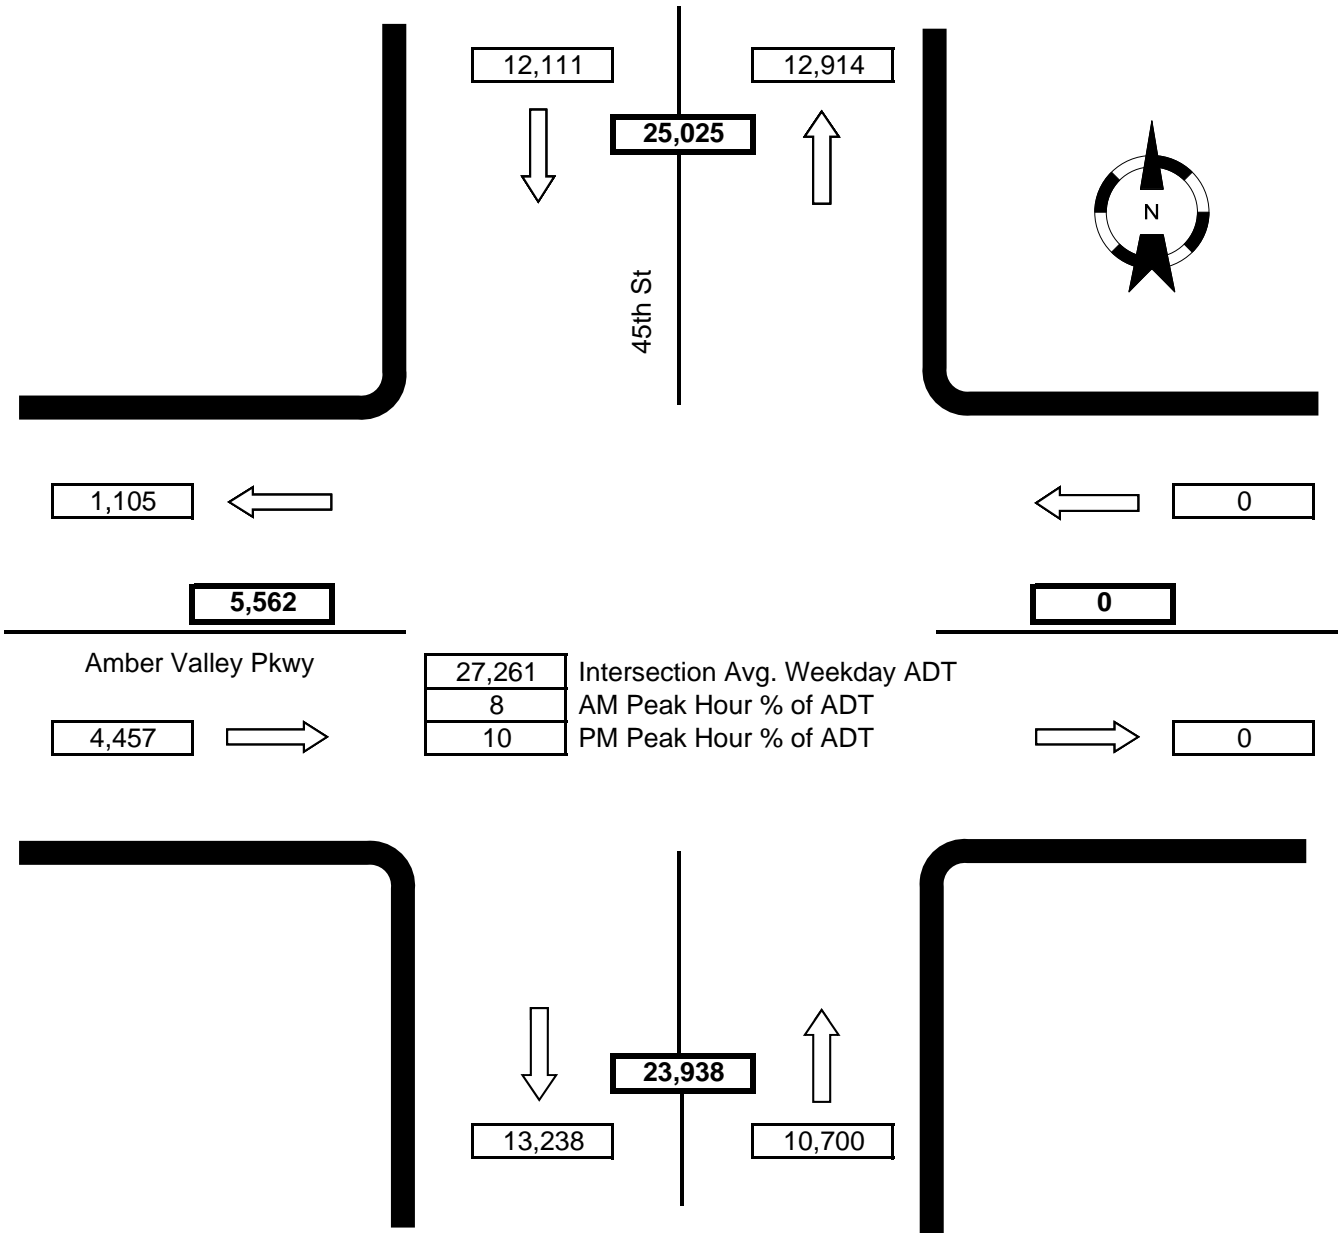 12,111
12,914
25,025
N
45th St
1,105
0
5,562
0
Amber Valley Pkwy
27,261 Intersection Avg. Weekday ADT
8 AM Peak Hour % of ADT
10 PM Peak Hour % of ADT
4,457
0
23,938
13,238
10,700